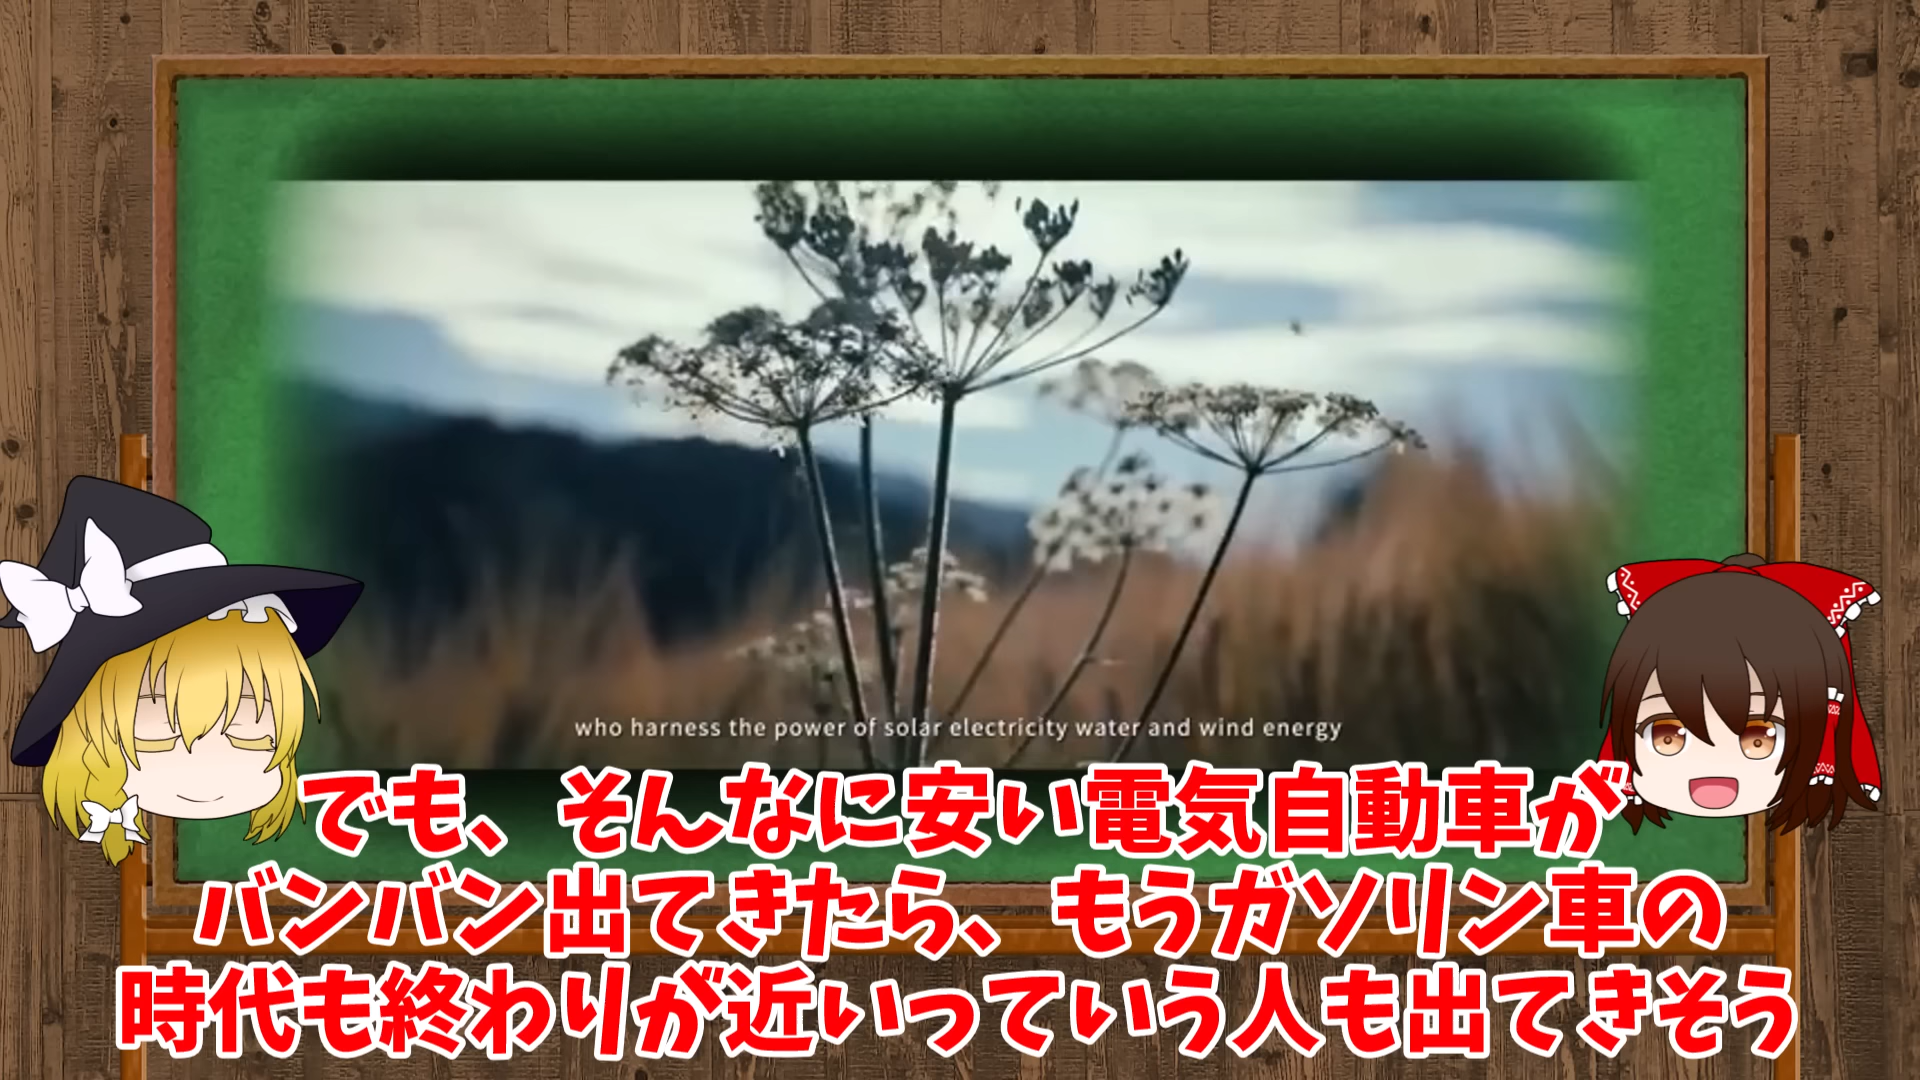 who harness the power of solar electricity water and wind energy
でも、そんなに安い電気自動車が
バンバン出てきたら、もうガソリン車の
時代も終わりが近いっていう人も出てきそう